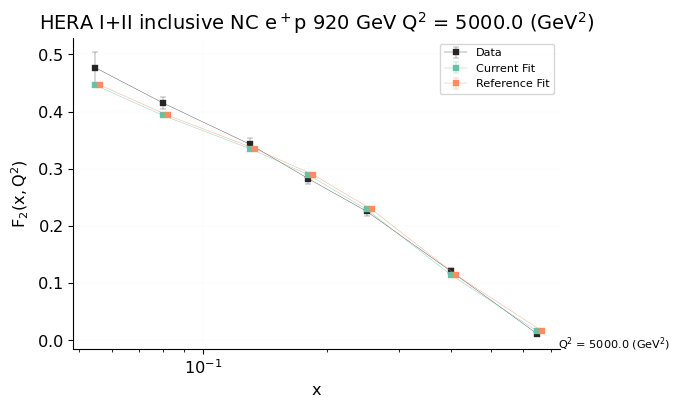 HERA I+II inclusive NC e⁺p 920 GeV Q² = 5000.0 (GeV²)
Data
Current Fit
Reference Fit
F₂(x, Q²)
0.5
0.4
0.3
0.2
0.1
0.0
Q² = 5000.0 (GeV²)
10⁻¹
x